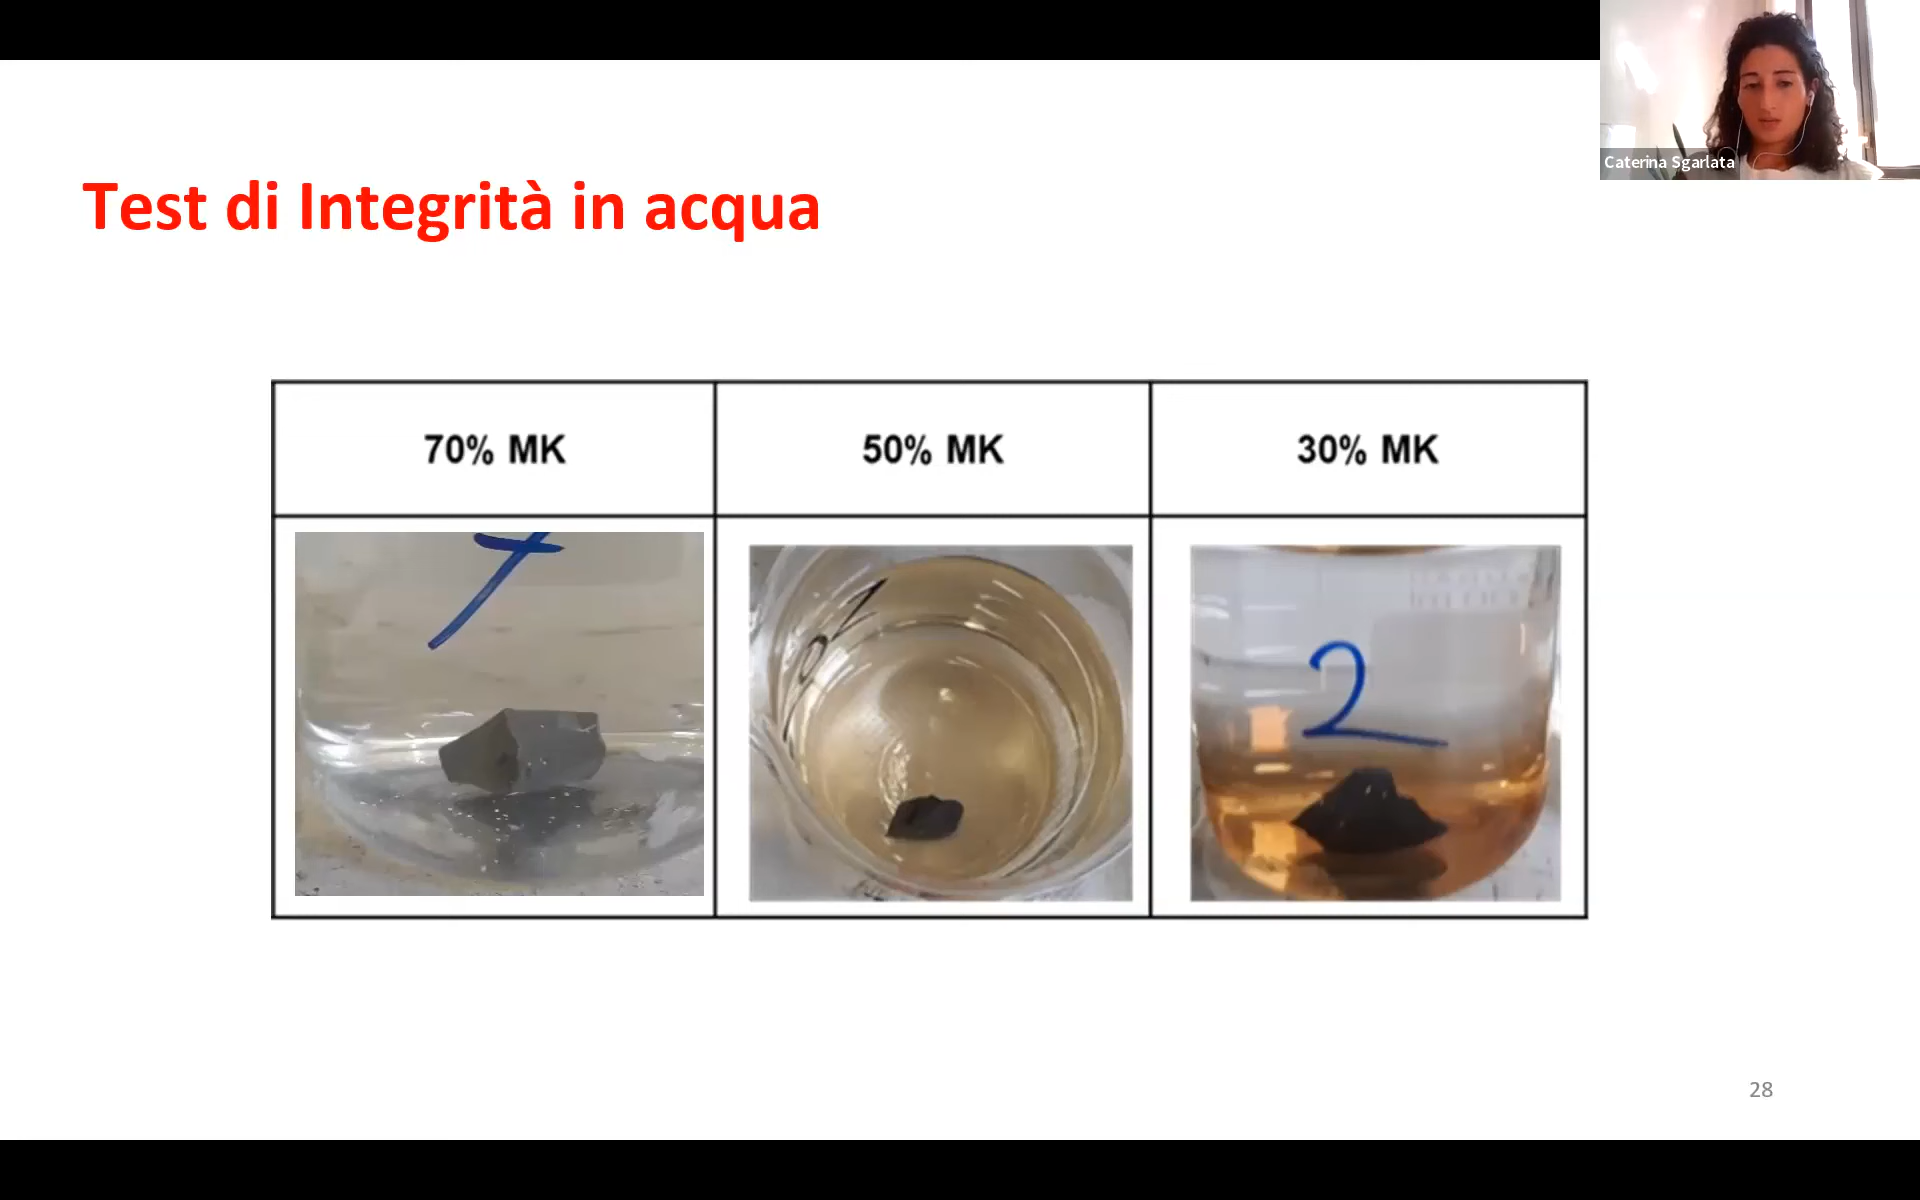 Caterina Sgarlata
Test di Integrità in acqua
70% MK
50% MK
30% MK
2
28